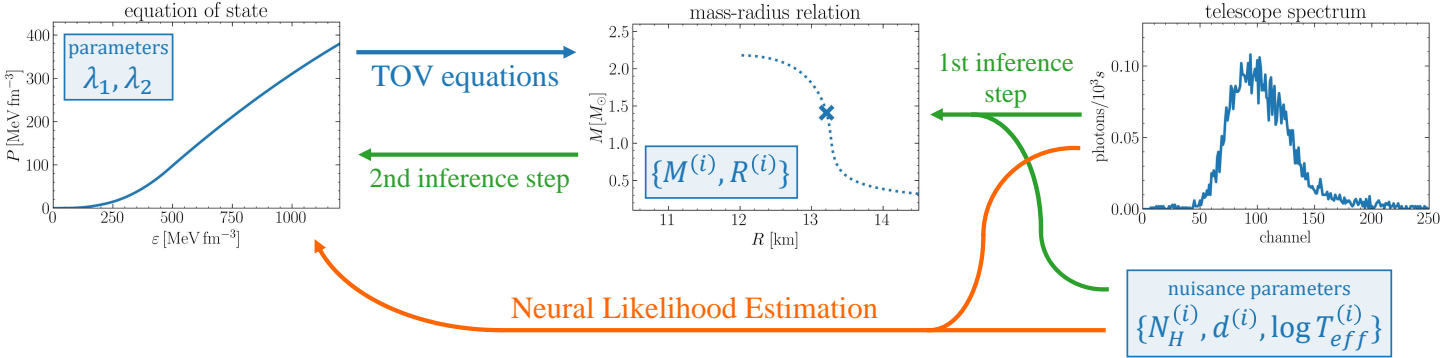 equation of state
400
300
200
100
0
P [MeV fm⁻³]
parameters
λ₁, λ₂
0 250 500 750 1000
ε [MeV fm⁻³]
TOV equations
2nd inference step
mass-radius relation
2.5
2.0
1.5
1.0
0.5
M [M⊙]
{M⁽ⁱ⁾, R⁽ⁱ⁾}
11 12 13 14
R [km]
1st inference
step
telescope spectrum
0.10
0.05
0.00
photons/10³s
0 50 100 150 200 250
channel
Neural Likelihood Estimation
nuisance parameters
{N_H⁽ⁱ⁾, d⁽ⁱ⁾, log T_eff⁽ⁱ⁾}